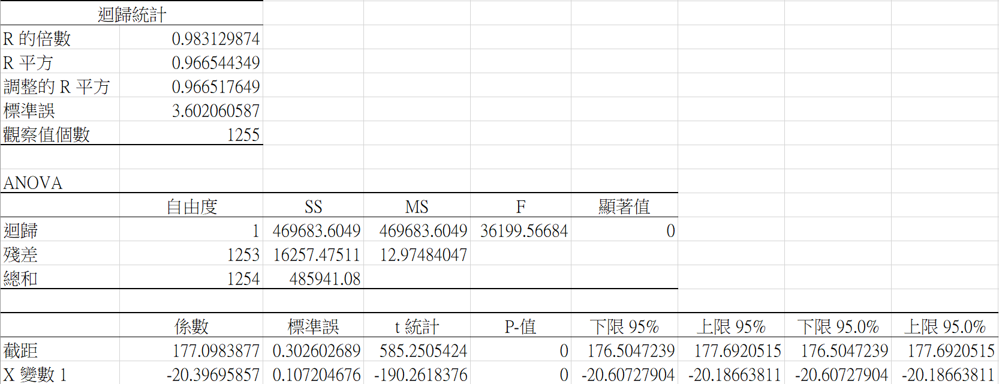 迴歸統計
R 的倍數 0.983129874
R 平方 0.966544349
調整的 R 平方 0.966517649
標準誤 3.602060587
觀察值個數 1255
ANOVA
自由度 SS MS F 顯著值
迴歸 1 469683.6049 469683.6049 36199.56684 0
殘差 1253 16257.47511 12.97484047
總和 1254 485941.08
係數 標準誤 t 統計 P-值 下限 95% 上限 95% 下限 95.0% 上限 95.0%
截距 177.0983877 0.302602689 585.2505424 0 176.5047239 177.6920515 176.5047239 177.6920515
X 變數 1 -20.39695857 0.107204676 -190.2618376 0 -20.60727904 -20.18663811 -20.60727904 -20.18663811